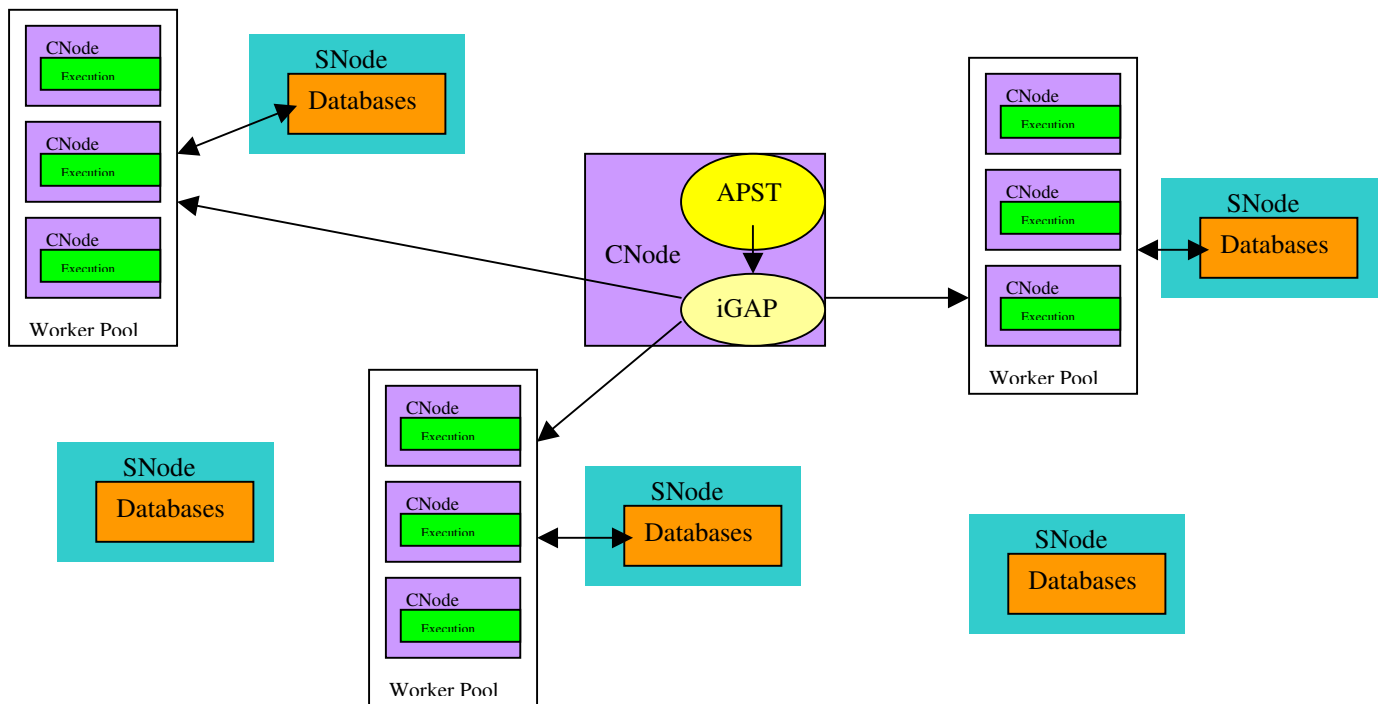 CNode
Execution
CNode
Execution
CNode
Execution
Worker Pool
SNode
Databases
APST
CNode
iGAP
CNode
Execution
CNode
Execution
CNode
Execution
Worker Pool
SNode
Databases
SNode
Databases
CNode
Execution
CNode
Execution
CNode
Execution
Worker Pool
SNode
Databases
SNode
Databases